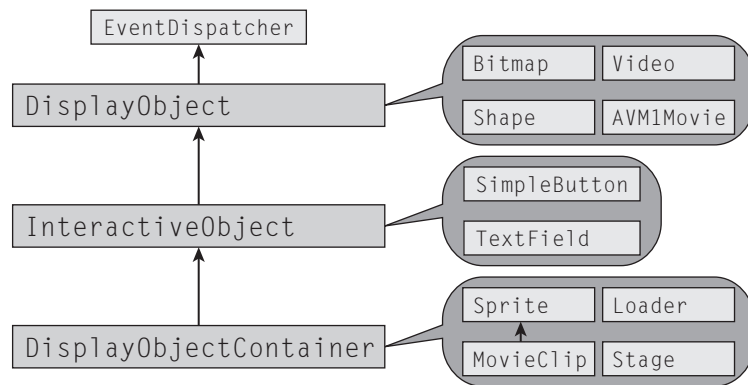 EventDispatcher
DisplayObject
Bitmap
Video
Shape
AVM1Movie
InteractiveObject
SimpleButton
TextField
DisplayObjectContainer
Sprite
Loader
MovieClip
Stage